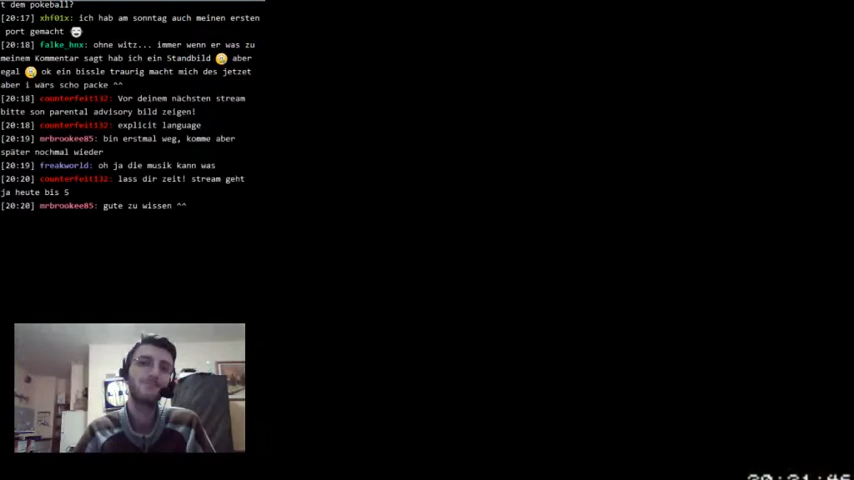 t dem pokeball?
[20:17] xhf01x: ich hab am sonntag auch meinen ersten
port gemacht
[20:18] falke_hnx: ohne witz... immer wenn er was zu
meinem Kommentar sagt hab ich ein Standbild aber
egal ok ein bissle traurig macht mich des jetzet
aber i wärs scho packe ^^
[20:18] counterfeit132: Vor deinem nächsten stream
bitte son parental advisory bild zeigen!
[20:18] counterfeit132: explicit language
[20:19] mrbrookee85: bin erstmal weg, komme aber
später nochmal wieder
[20:19] freakworld: oh ja die musik kann was
[20:20] counterfeit132: lass dir zeit! stream geht
ja heute bis 5
[20:20] mrbrookee85: gute zu wissen ^^